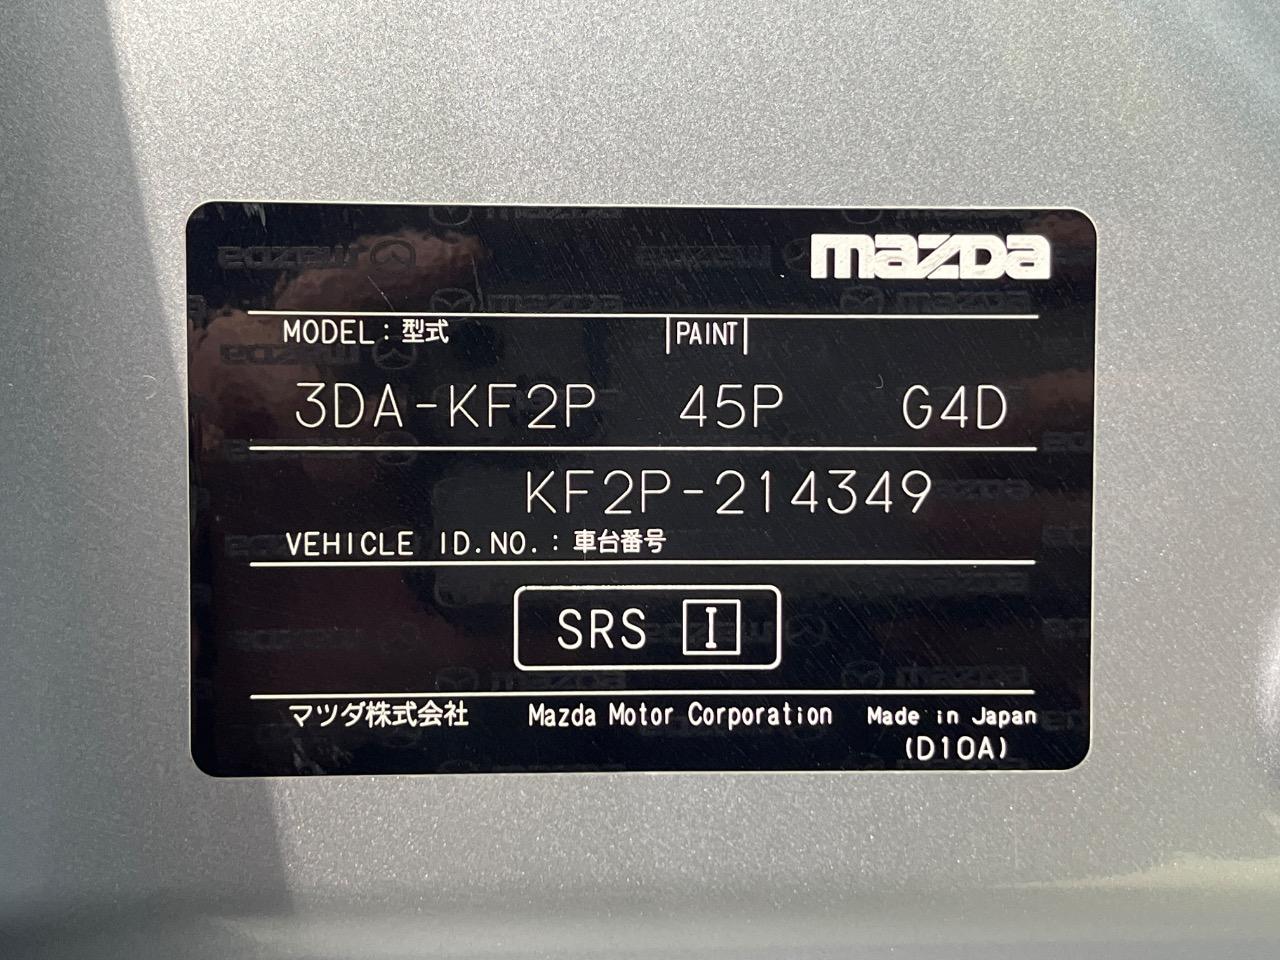 mazda
MODEL: 型式 PAINT
3DA-KF2P 45P G4D
KF2P-214349
VEHICLE ID.NO.: 車台番号
SRS I
マツダ株式会社 Mazda Motor Corporation Made in Japan
(D10A)